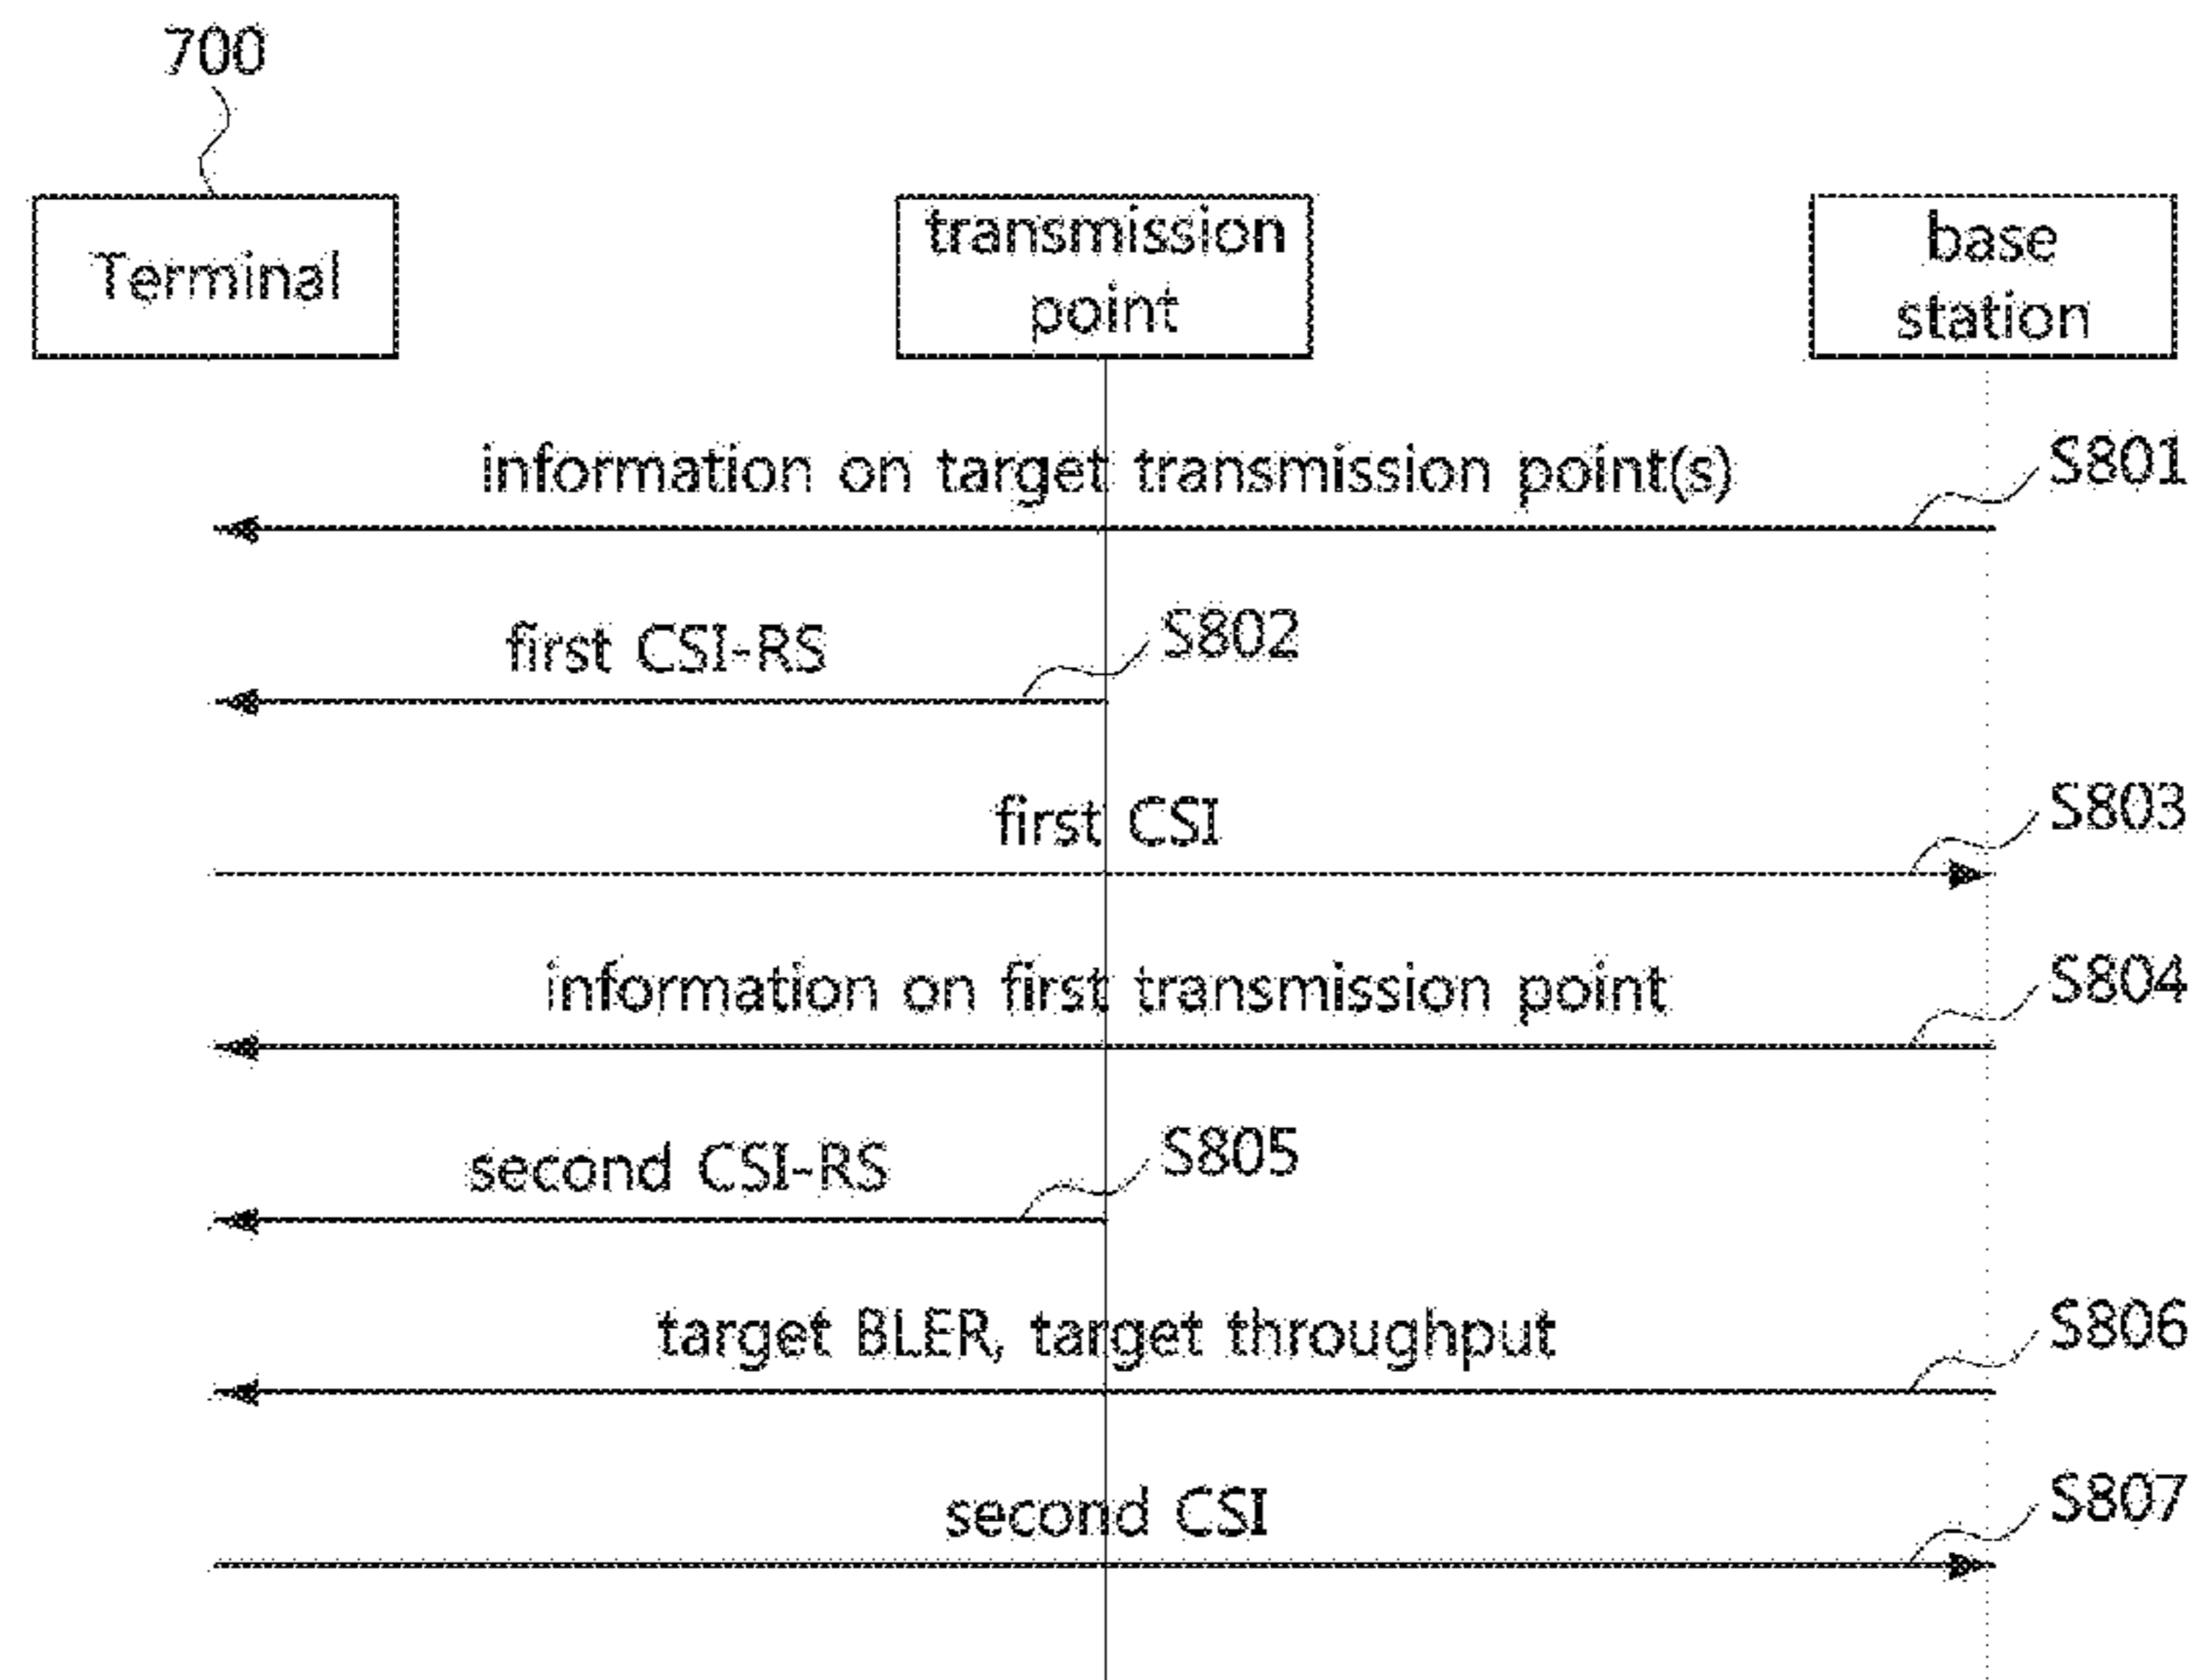 700
Terminal
transmission
point
base
station
information on target transmission point(s)
S801
first CSI-RS
S802
first CSI
S803
information on first transmission point
S804
second CSI-RS
S805
target BLER, target throughput
S806
second CSI
S807